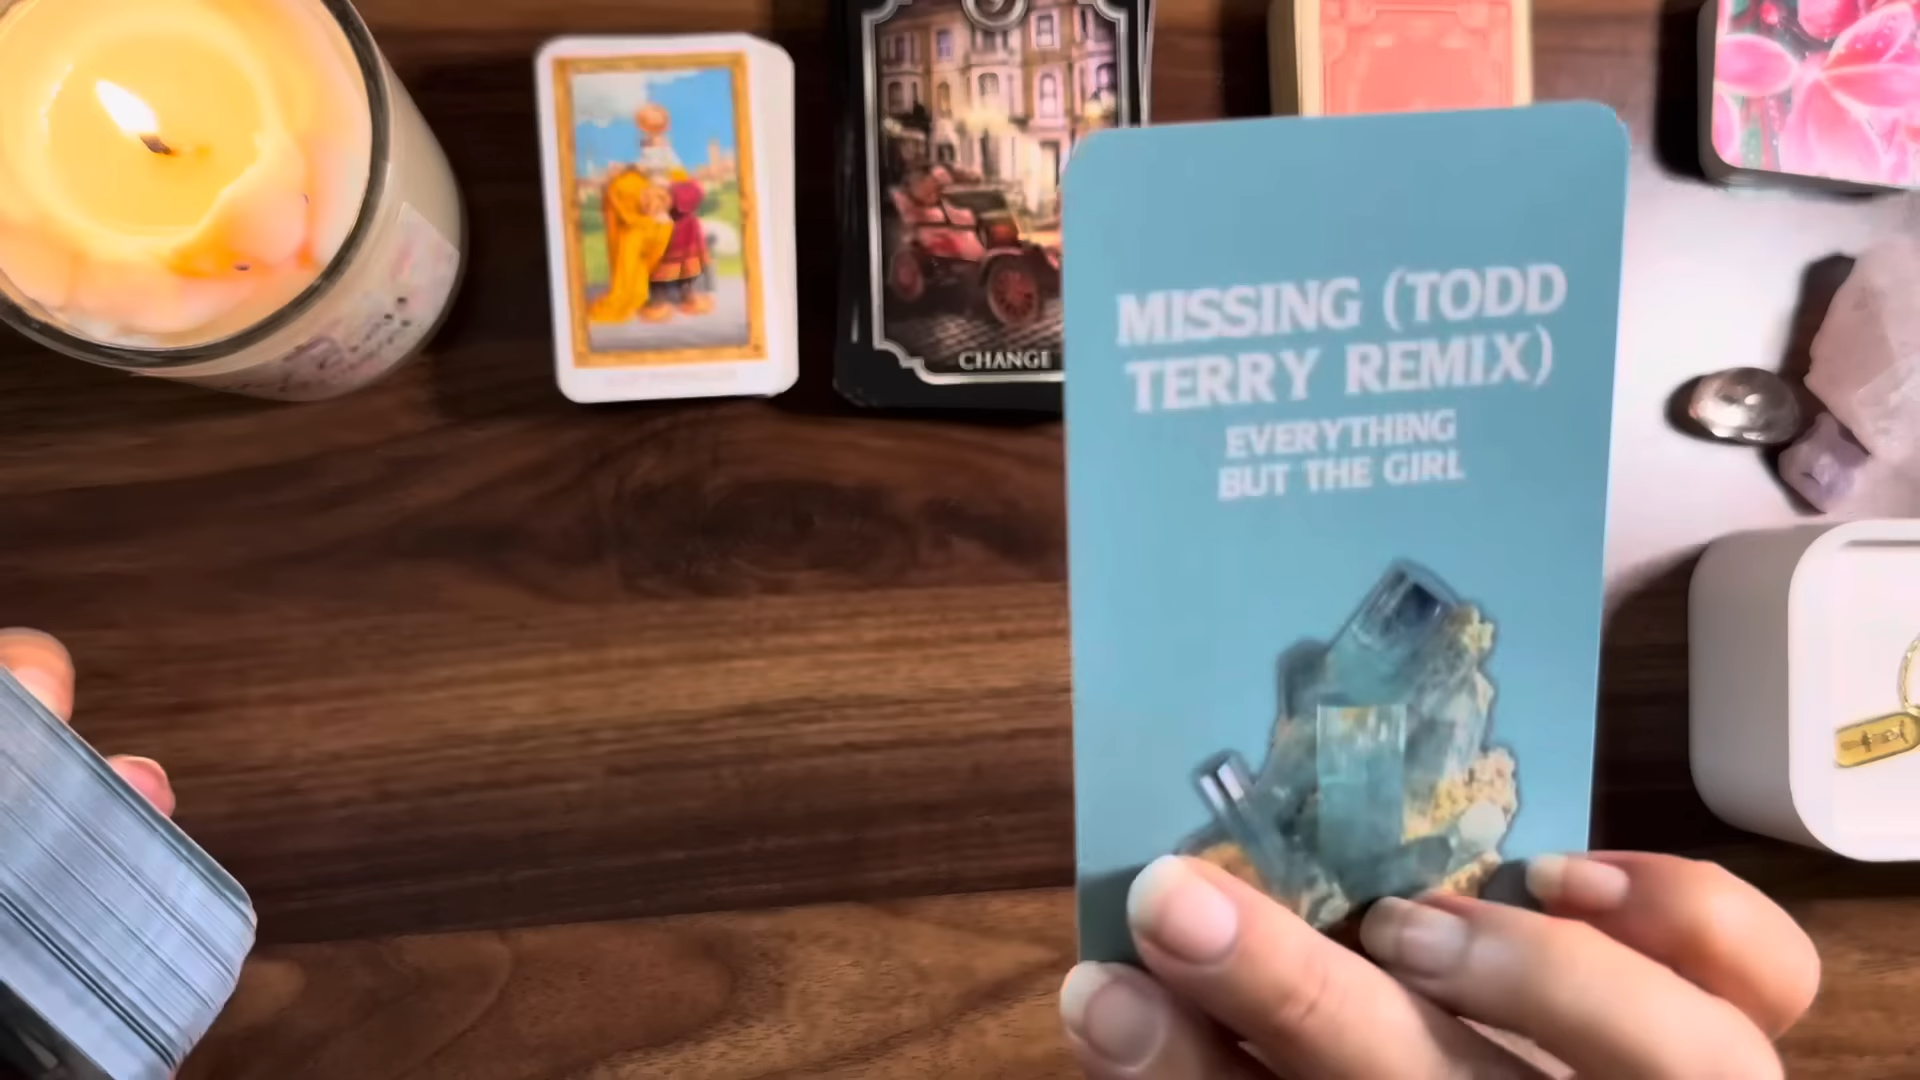 CHANGE
MISSING (TODD
TERRY REMIX)
EVERYTHING
BUT THE GIRL